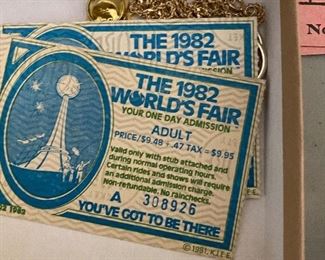 THE 1982
WORLD'S FAIR
THE 1982
WORLD'S FAIR
YOUR ONE DAY ADMISSION
ADULT
PRICE/$9.48 + .47 TAX = $9.95
Valid only with stub attached and
during normal operating hours.
Certain rides and shows will require
an additional admission charge.
Non-refundable. No rainchecks.
A 308926
YOU'VE GOT TO BE THERE
© 1981, K.I.E.E.